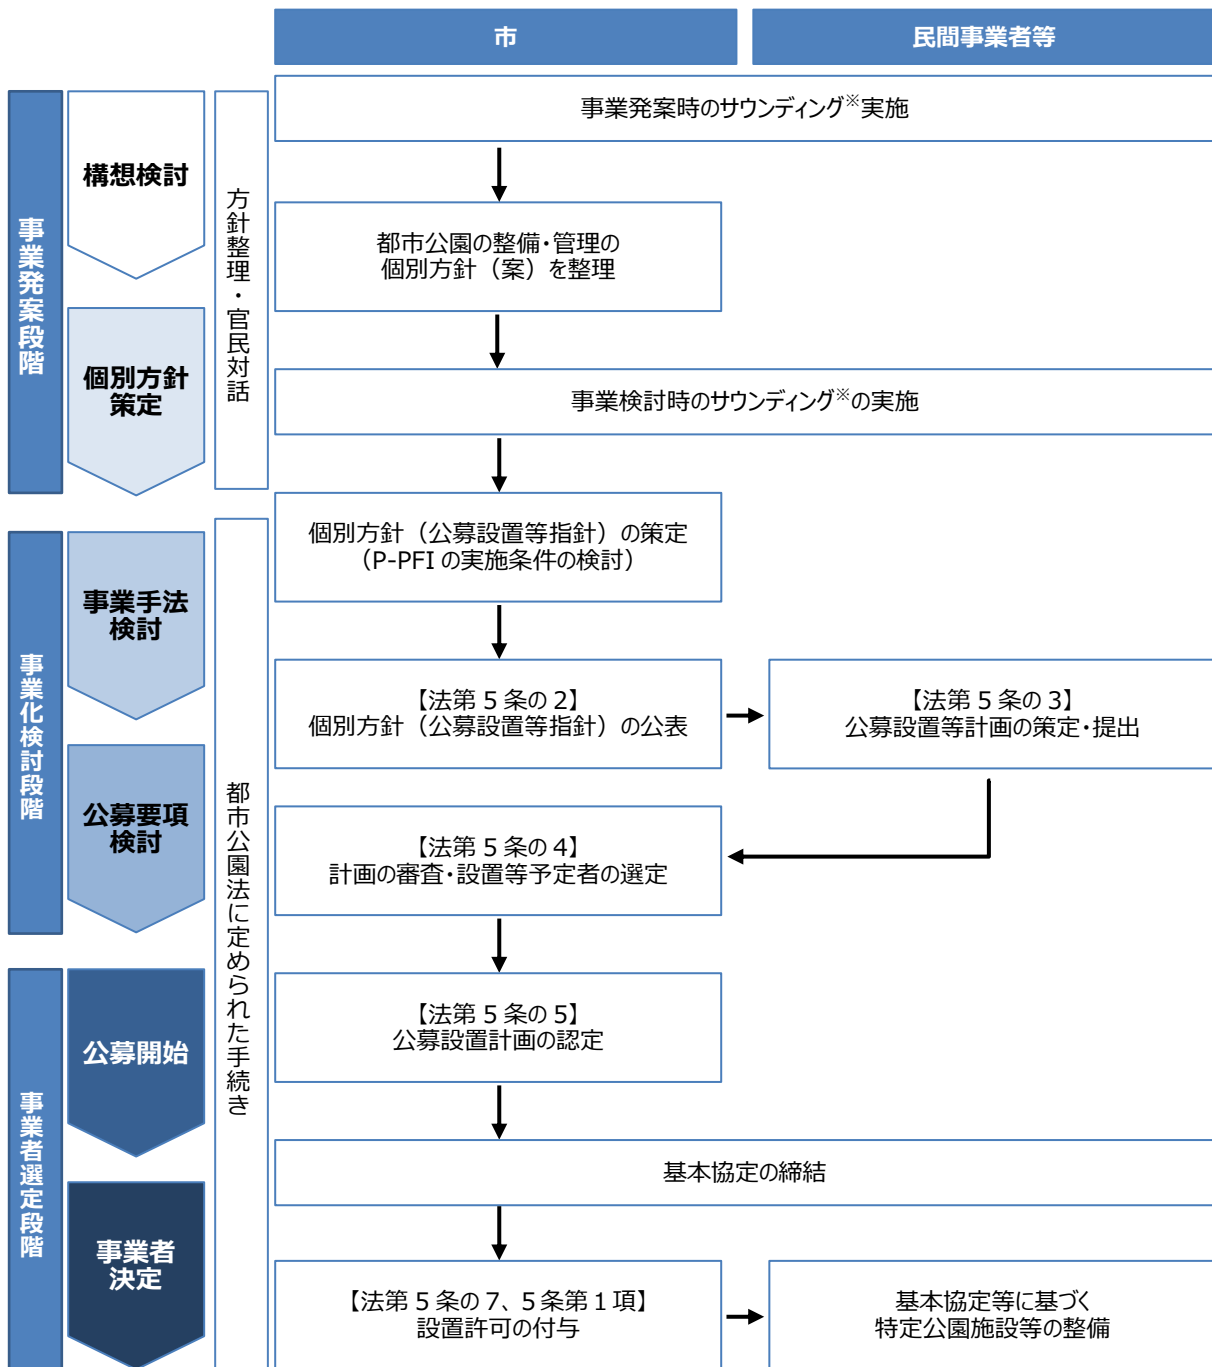 市
民間事業者等
事業発案段階
構想検討
個別方針
策定
方針整理・官民対話
事業発案時のサウンディング※実施
都市公園の整備・管理の
個別方針（案）を整理
事業検討時のサウンディング※の実施
事業化検討段階
事業手法
検討
公募要項
検討
都市公園法に定められた手続き
個別方針（公募設置等指針）の策定
（P-PFIの実施条件の検討）
【法第5条の2】
個別方針（公募設置等指針）の公表
【法第5条の3】
公募設置等計画の策定・提出
【法第5条の4】
計画の審査・設置等予定者の選定
事業者選定段階
公募開始
事業者
決定
【法第5条の5】
公募設置計画の認定
基本協定の締結
【法第5条の7、5条第1項】
設置許可の付与
基本協定等に基づく
特定公園施設等の整備